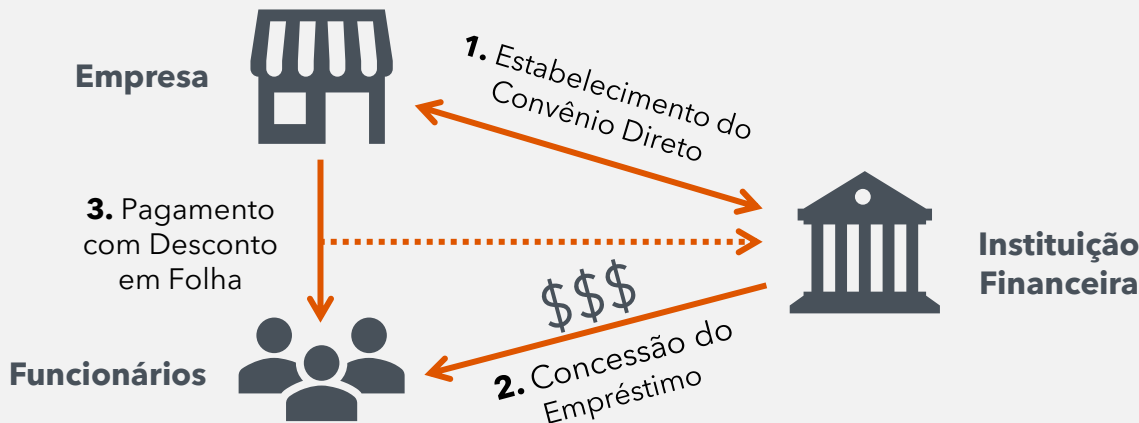 Empresa
1. Estabelecimento do
Convênio Direto
3. Pagamento
com Desconto
em Folha
Instituição
Financeira
$$$
Funcionários
2. Concessão do
Empréstimo